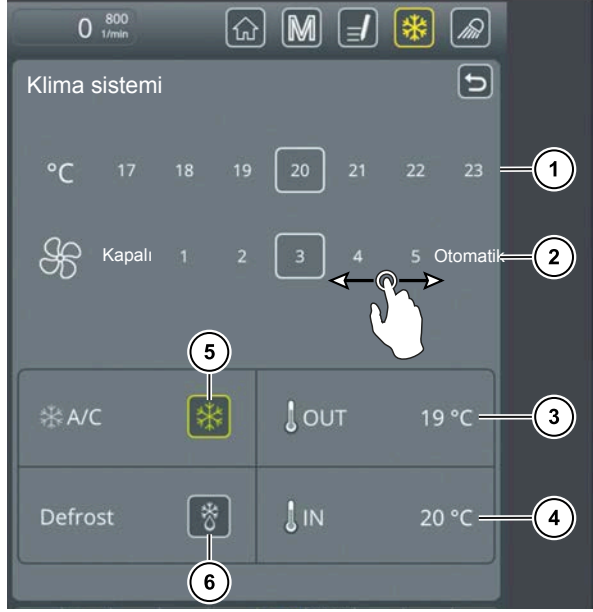 0 800 1/min M
Klima sistemi
°C 17 18 19 20 21 22 23 1
Kapalı 1 2 3 4 5 Otomatik 2
5
A/C OUT 19 °C 3
Defrost IN 20 °C 4
6